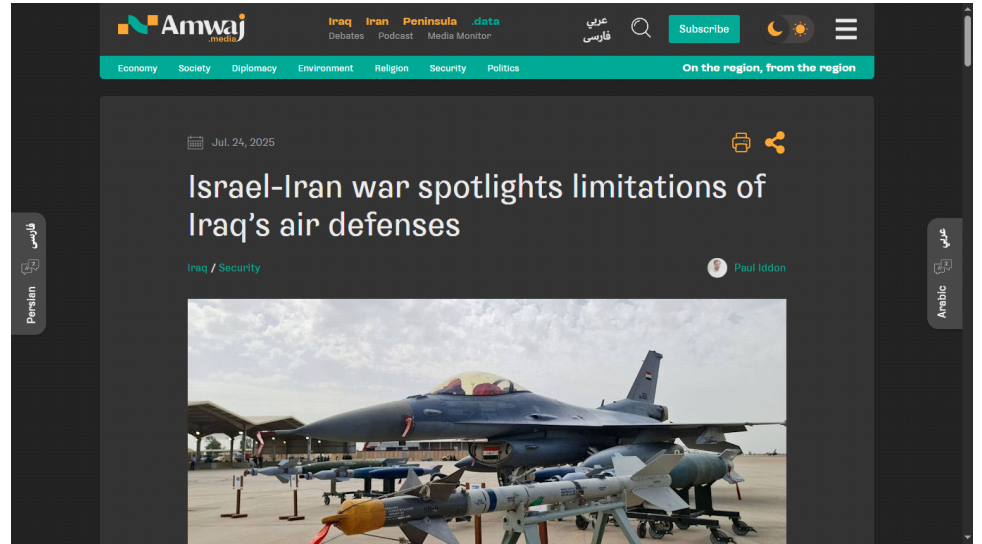 Amwaj
.media
Iraq Iran Peninsula .data
Debates Podcast Media Monitor
عربي
فارسی
Subscribe
Economy Society Diplomacy Environment Religion Security Politics
On the region, from the region
Jul. 24, 2025
Israel-Iran war spotlights limitations of
Iraq's air defenses
Iraq / Security
Paul Iddon
فارسی
Persian
عربي
Arabic